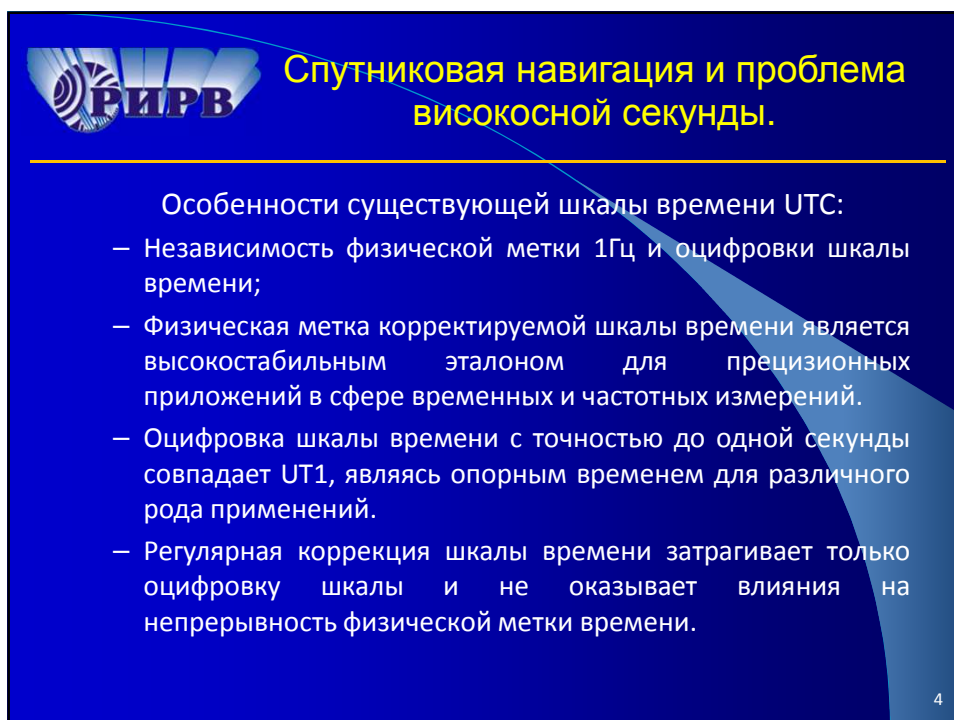 РИРВ
Спутниковая навигация и проблема
високосной секунды.
Особенности существующей шкалы времени UTC:
– Независимость физической метки 1Гц и оцифровки шкалы
времени;
– Физическая метка корректируемой шкалы времени является
высокостабильным эталоном для прецизионных
приложений в сфере временных и частотных измерений.
– Оцифровка шкалы времени с точностью до одной секунды
совпадает UT1, являясь опорным временем для различного
рода применений.
– Регулярная коррекция шкалы времени затрагивает только
оцифровку шкалы и не оказывает влияния на
непрерывность физической метки времени.
4